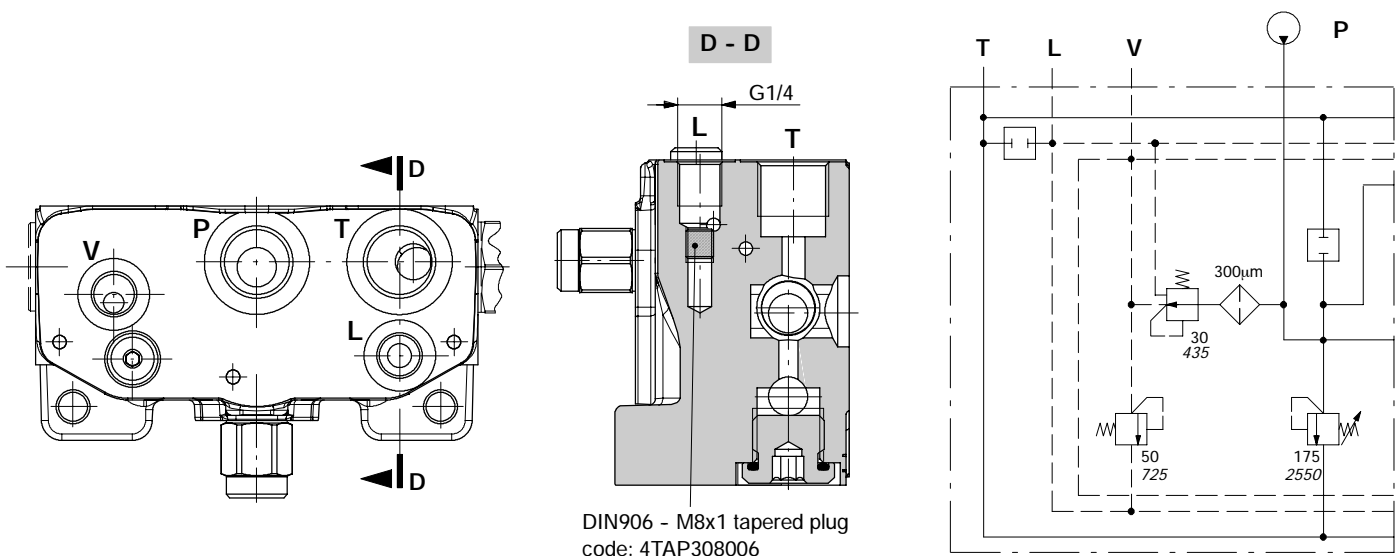 D - D
G1/4
L
T
D
P
T
V
L
D
DIN906 - M8x1 tapered plug
code: 4TAP308006
T
L
V
P
300µm
30
435
50
725
175
2550